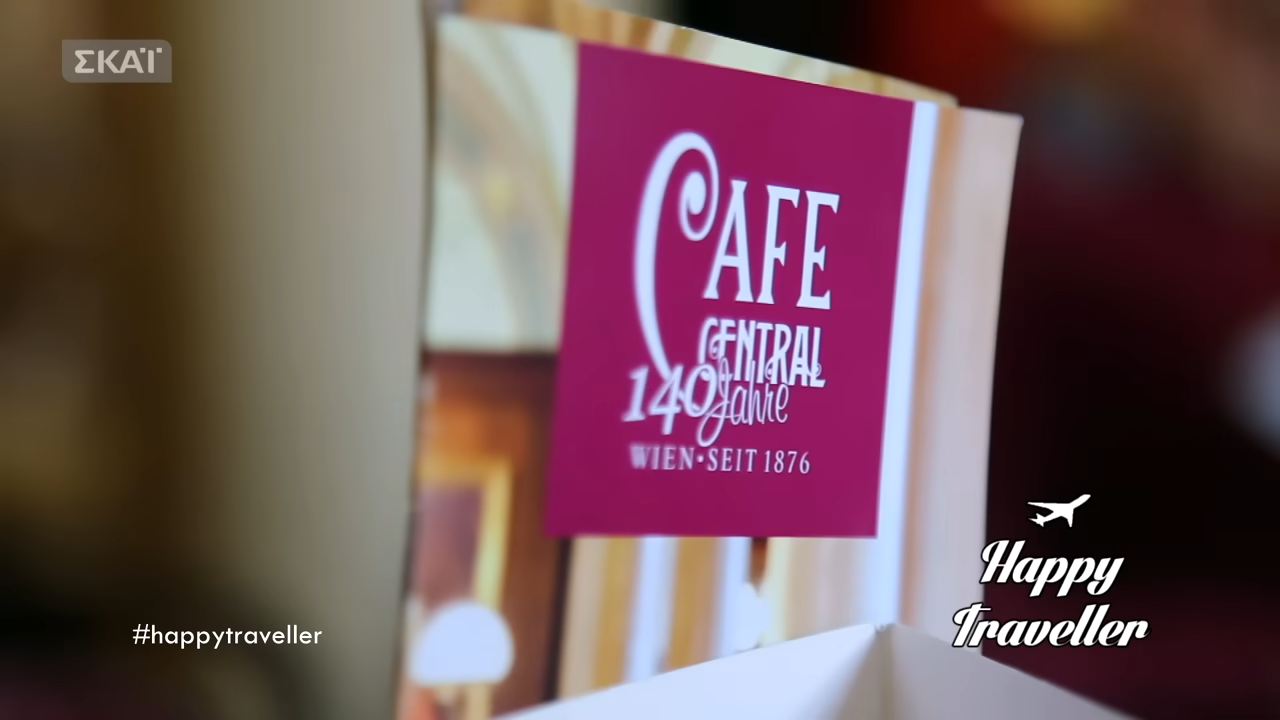 ΣΚΑΪ
CAFE
CENTRAL
140 Jahre
WIEN·SEIT 1876
Happy
Traveller
#happytraveller